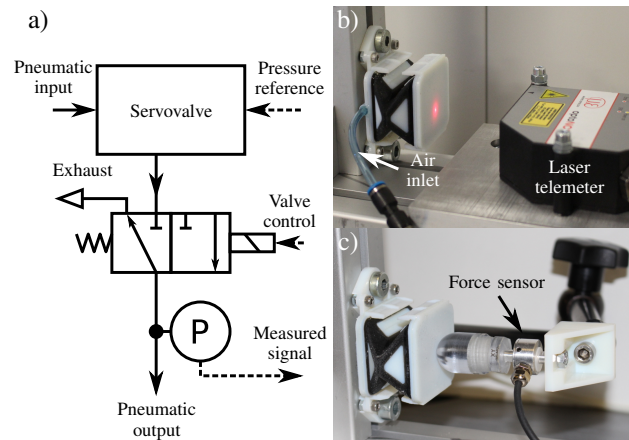 a)
Pneumatic
input
Servovalve
Pressure
reference
Exhaust
Valve
control
P
Measured
signal
Pneumatic
output
b)
Air
inlet
Laser
telemeter
c)
Force sensor